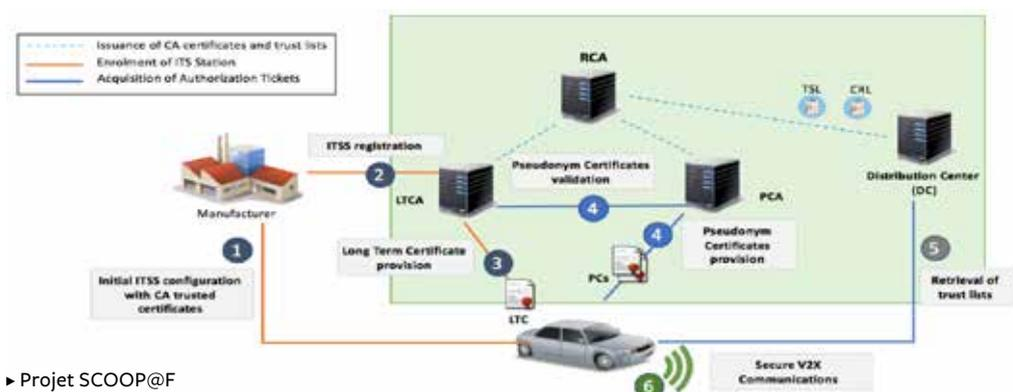 Issuance of CA certificates and trust lists
Enrolment of ITS Station
Acquisition of Authorization Tickets
RCA
TSL
CRL
ITSS registration
2
Pseudonym Certificates
validation
Distribution Center
(DC)
LTCA
4
PCA
Manufacturer
1
Long Term Certificate
provision
3
4
Pseudonym
Certificates
provision
5
PCs
Initial ITSS configuration
with CA trusted
certificates
Retrieval of
trust lists
LTC
Secure V2X
Communications
6
▸ Projet SCOOP@F